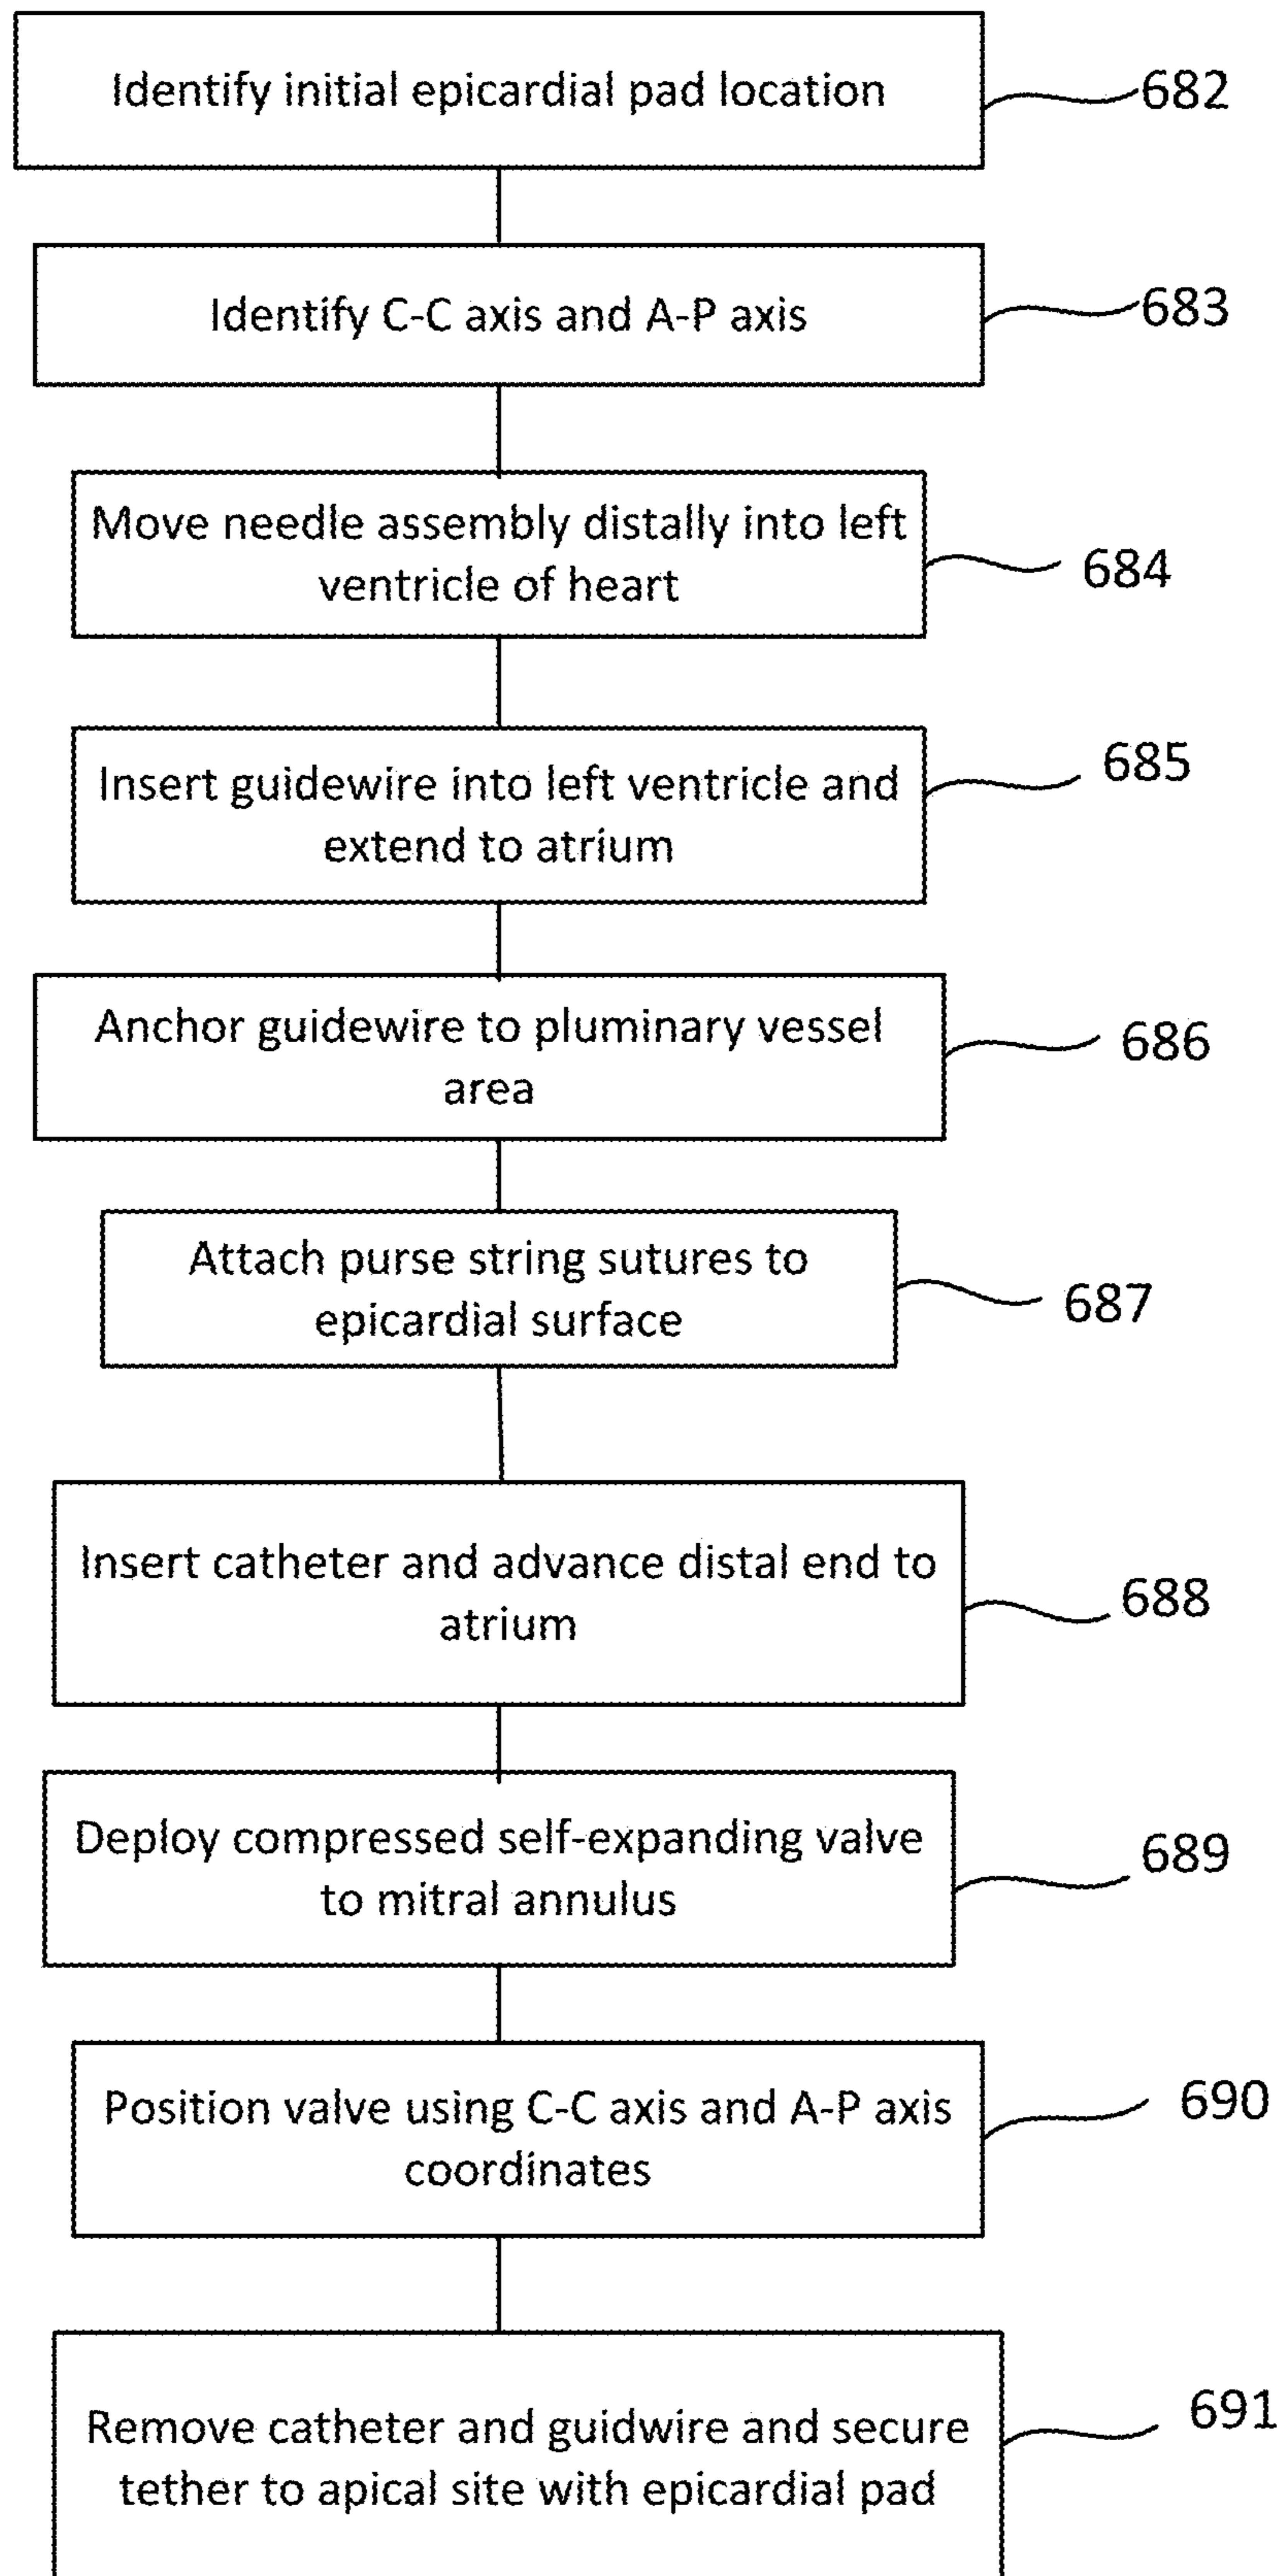 Identify initial epicardial pad location
682
Identify C-C axis and A-P axis
683
Move needle assembly distally into left
ventricle of heart
684
Insert guidewire into left ventricle and
extend to atrium
685
Anchor guidewire to pluminary vessel
area
686
Attach purse string sutures to
epicardial surface
687
Insert catheter and advance distal end to
atrium
688
Deploy compressed self-expanding valve
to mitral annulus
689
Position valve using C-C axis and A-P axis
coordinates
690
Remove catheter and guidwire and secure
tether to apical site with epicardial pad
691